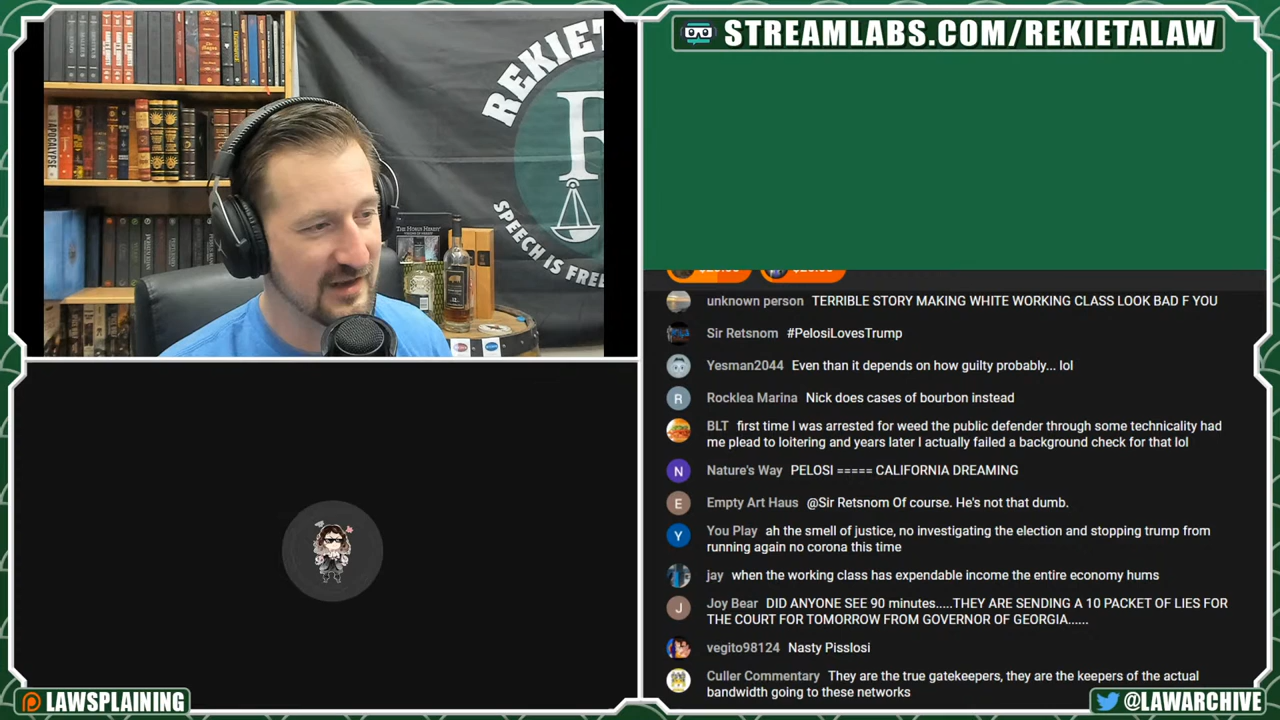 STREAMLABS.COM/REKIETALAW
REKIET
R
SPEECH IS FREE
APOCALYPSE
THE HORUS HERESY
unknown person TERRIBLE STORY MAKING WHITE WORKING CLASS LOOK BAD F YOU
Sir Retsnom #PelosiLovesTrump
Yesman2044 Even than it depends on how guilty probably... lol
R Rocklea Marina Nick does cases of bourbon instead
BLT first time I was arrested for weed the public defender through some technicality had
me plead to loitering and years later I actually failed a background check for that lol
N Nature's Way PELOSI ===== CALIFORNIA DREAMING
E Empty Art Haus @Sir Retsnom Of course. He's not that dumb.
Y You Play ah the smell of justice, no investigating the election and stopping trump from
running again no corona this time
jay when the working class has expendable income the entire economy hums
J Joy Bear DID ANYONE SEE 90 minutes.....THEY ARE SENDING A 10 PACKET OF LIES FOR
THE COURT FOR TOMORROW FROM GOVERNOR OF GEORGIA......
vegito98124 Nasty Pisslosi
Culler Commentary They are the true gatekeepers, they are the keepers of the actual
bandwidth going to these networks
LAWSPLAINING
@LAWARCHIVE